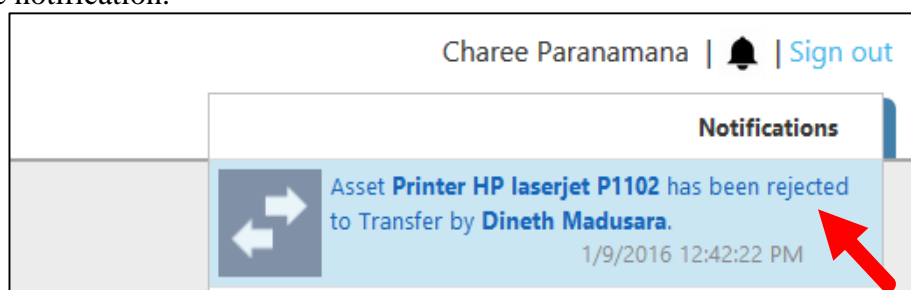 notification.
Charee Paranamana | | Sign out
Notifications
Asset Printer HP laserjet P1102 has been rejected
to Transfer by Dineth Madusara.
1/9/2016 12:42:22 PM